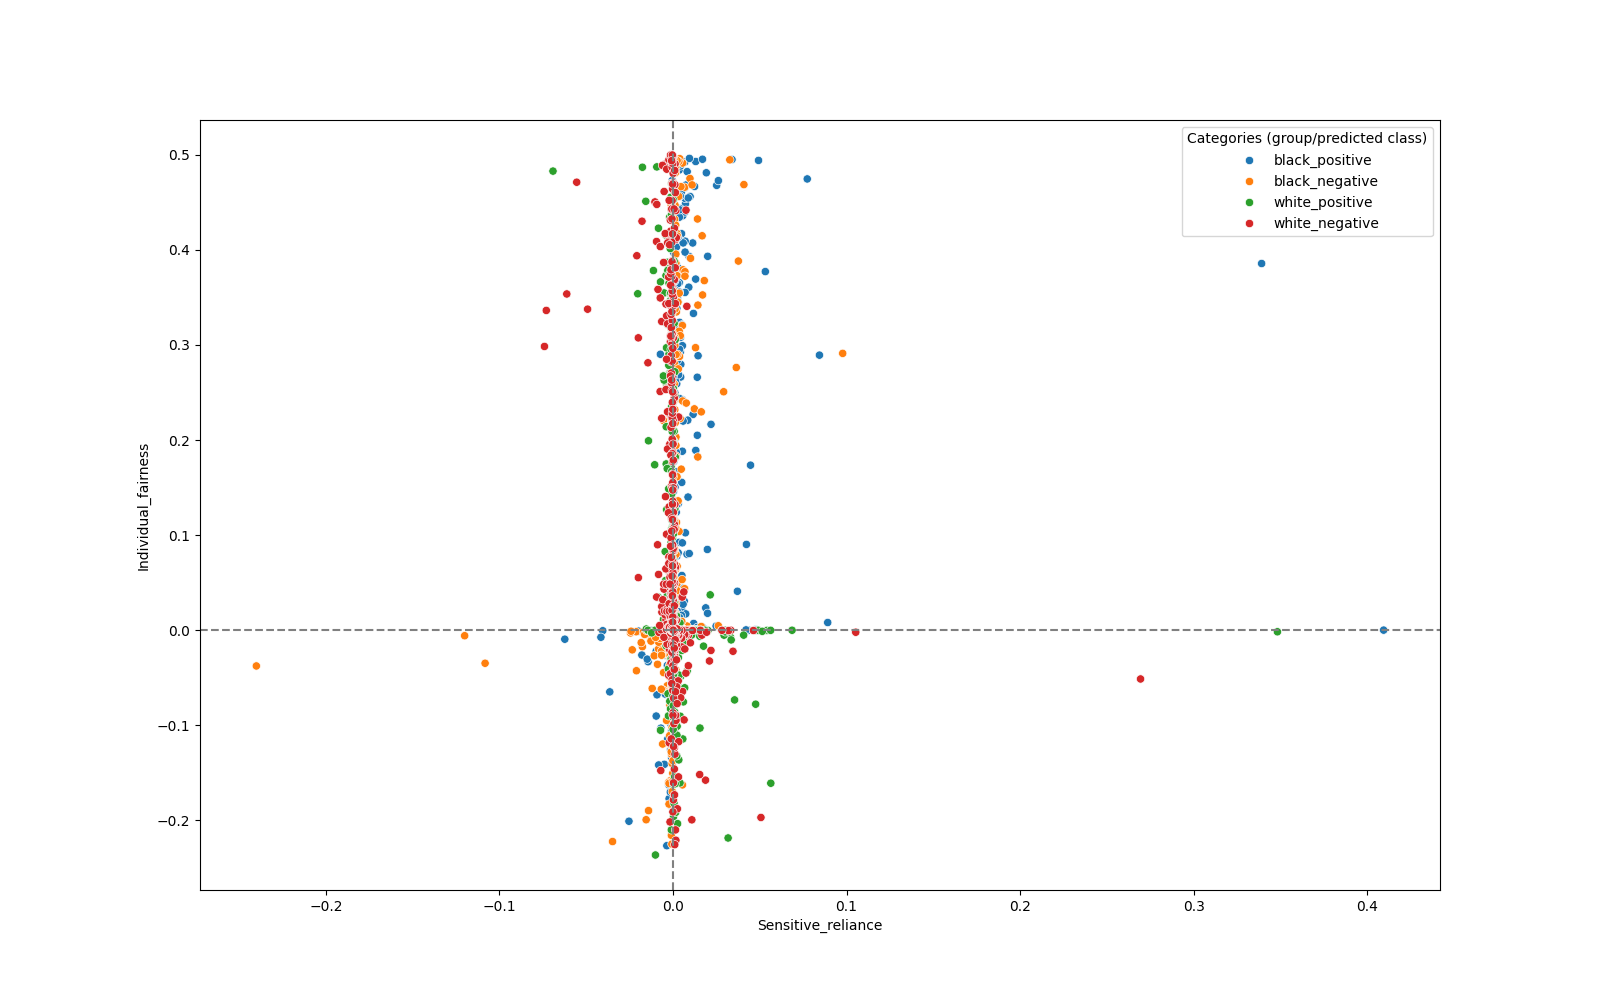 Categories (group/predicted class)
black_positive
black_negative
white_positive
white_negative
0.5
0.4
0.3
0.2
0.1
0.0
−0.1
−0.2
Individual_fairness
−0.2
−0.1
0.0
0.1
0.2
0.3
0.4
Sensitive_reliance